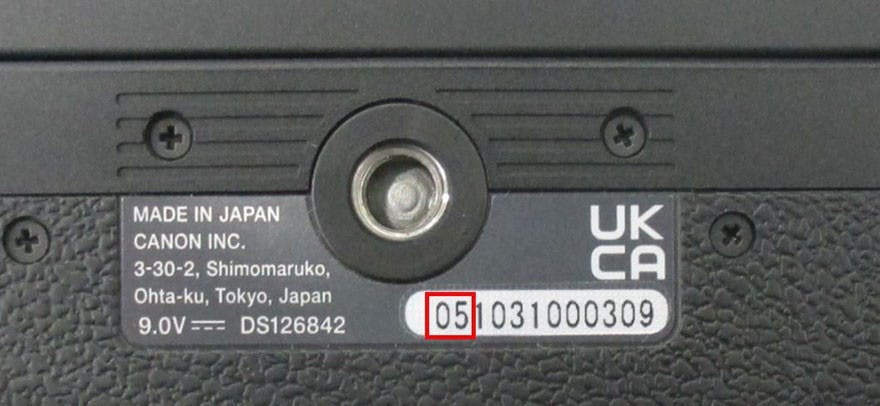 MADE IN JAPAN
CANON INC.
3-30-2, Shimomaruko,
Ohta-ku, Tokyo, Japan
9.0V DS126842
UK
CA
051031000309